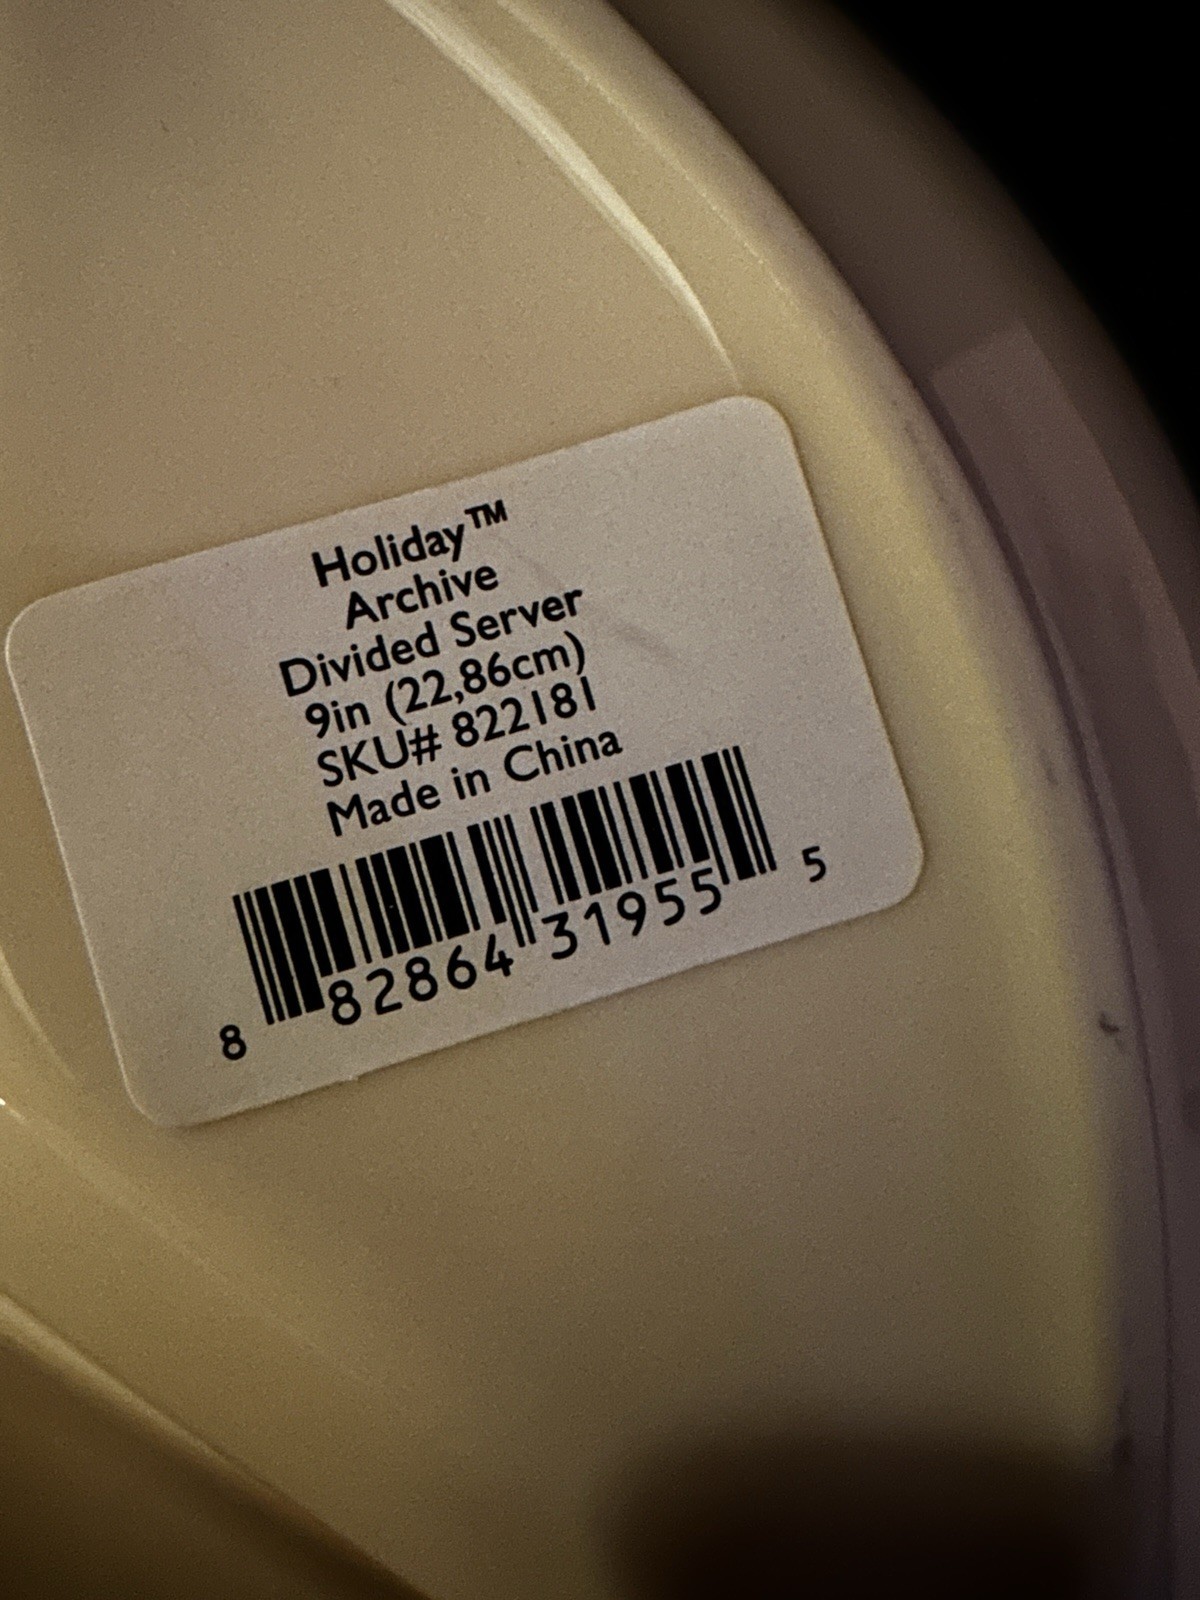 Holiday™
Archive
Divided Server
9in (22,86cm)
SKU# 822181
Made in China
8 82864 31955 5